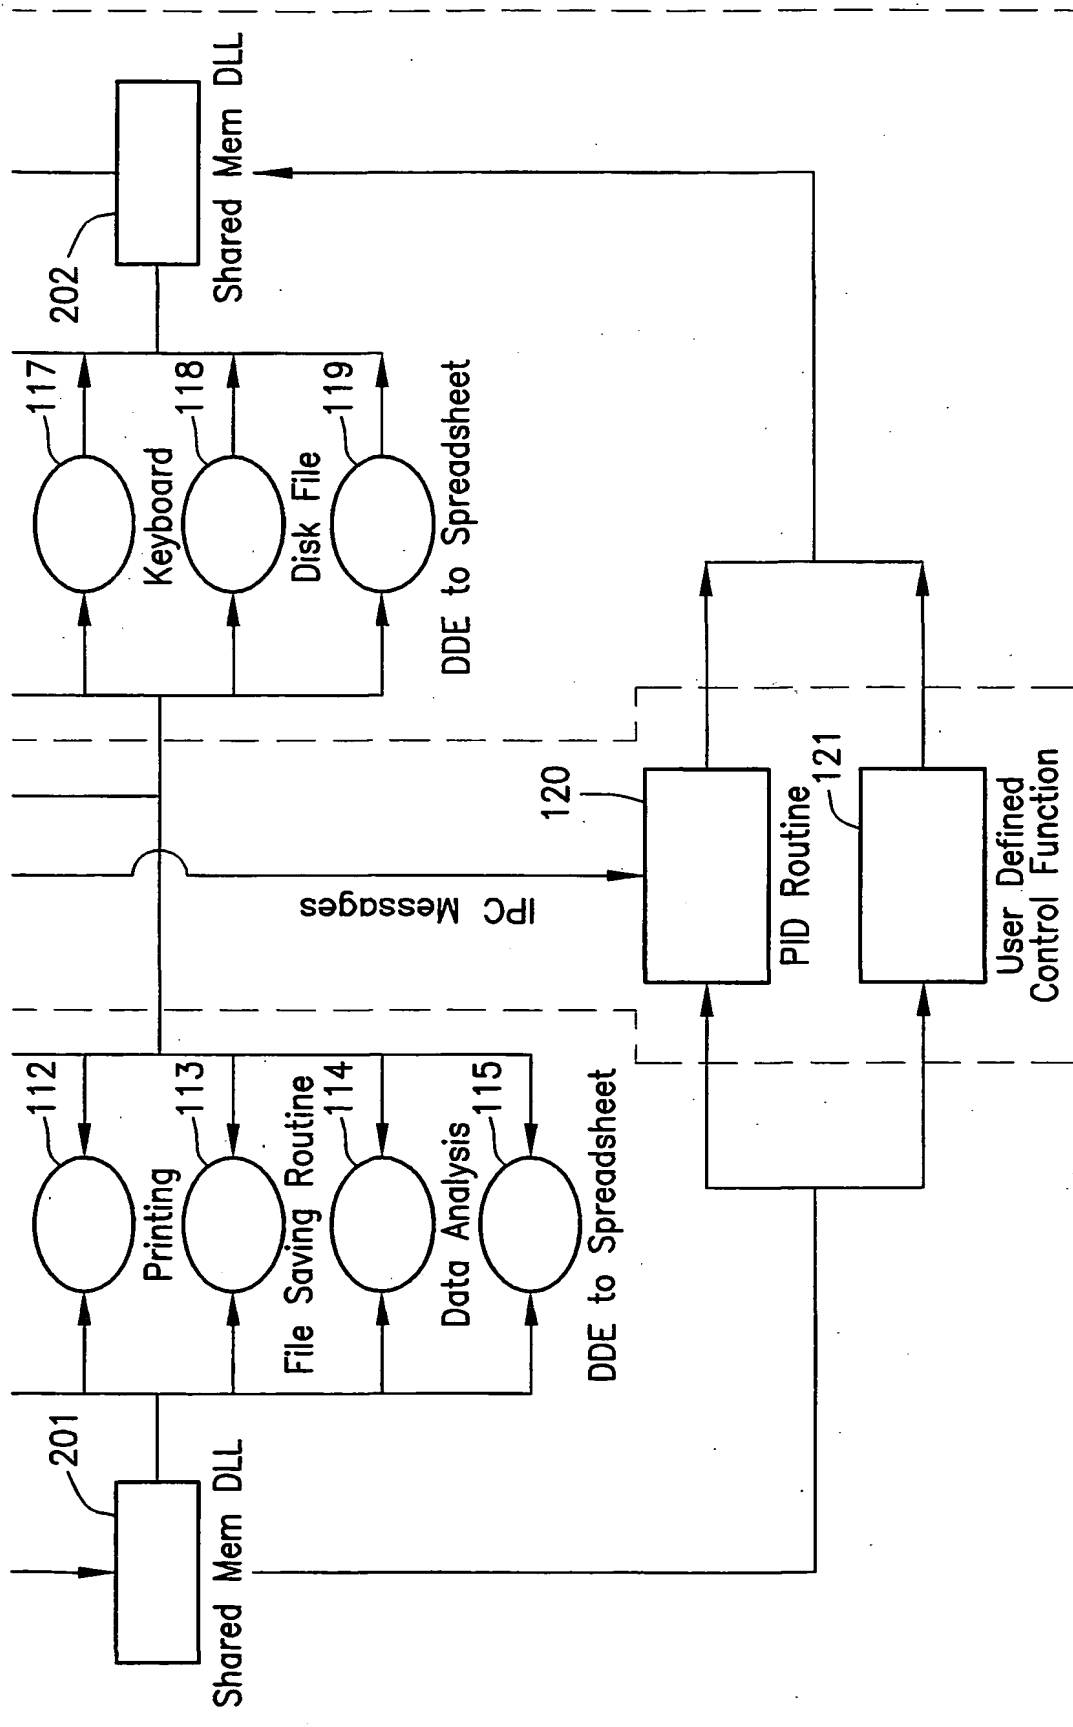 201
Shared Mem DLL
112
Printing
113
File Saving Routine
114
Data Analysis
115
DDE to Spreadsheet
IPC Messages
120
PID Routine
121
User Defined
Control Function
117
Keyboard
118
Disk File
119
DDE to Spreadsheet
202
Shared Mem DLL